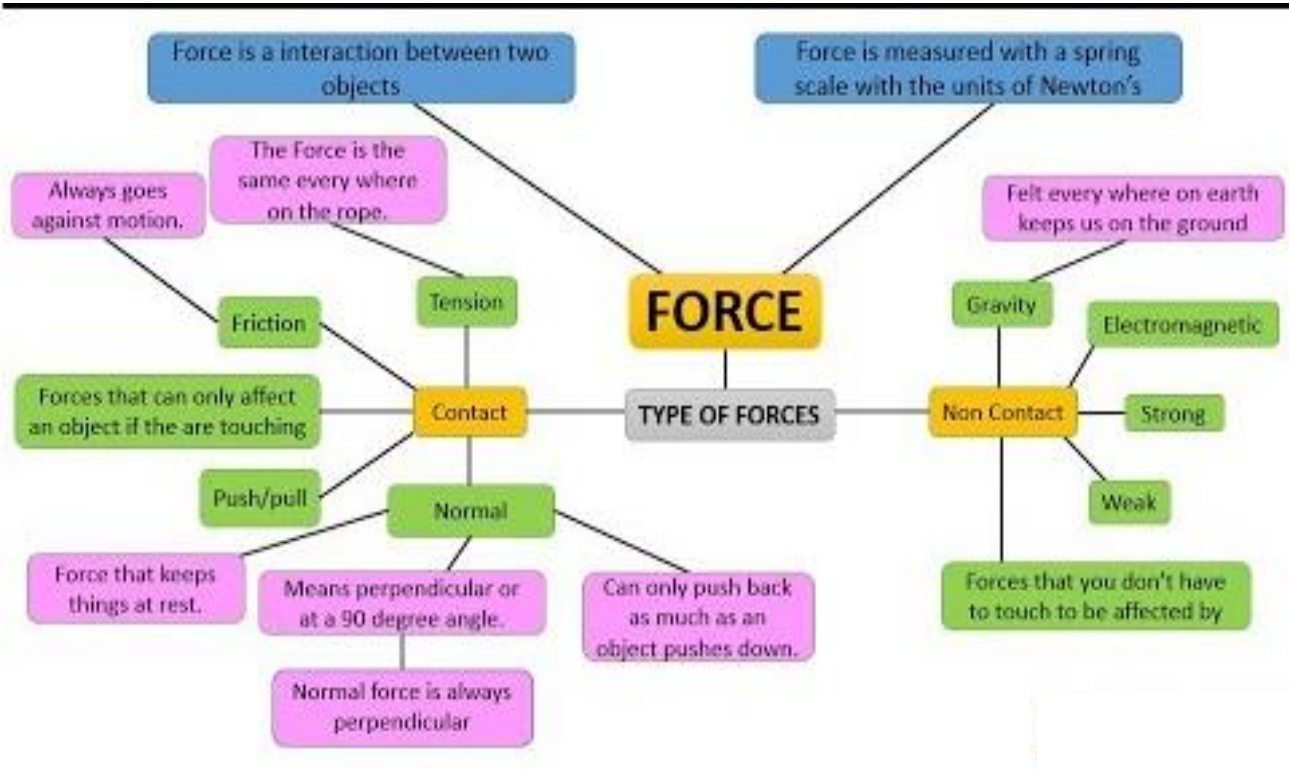 Force is a interaction between two
objects
Force is measured with a spring
scale with the units of Newton's
The Force is the
same every where
on the rope.
Always goes
against motion.
Felt every where on earth
keeps us on the ground
FORCE
Tension
Friction
Gravity
Electromagnetic
Forces that can only affect
an object if the are touching
Contact
TYPE OF FORCES
Non Contact
Strong
Push/pull
Normal
Weak
Force that keeps
things at rest.
Means perpendicular or
at a 90 degree angle.
Can only push back
as much as an
object pushes down.
Forces that you don't have
to touch to be affected by
Normal force is always
perpendicular